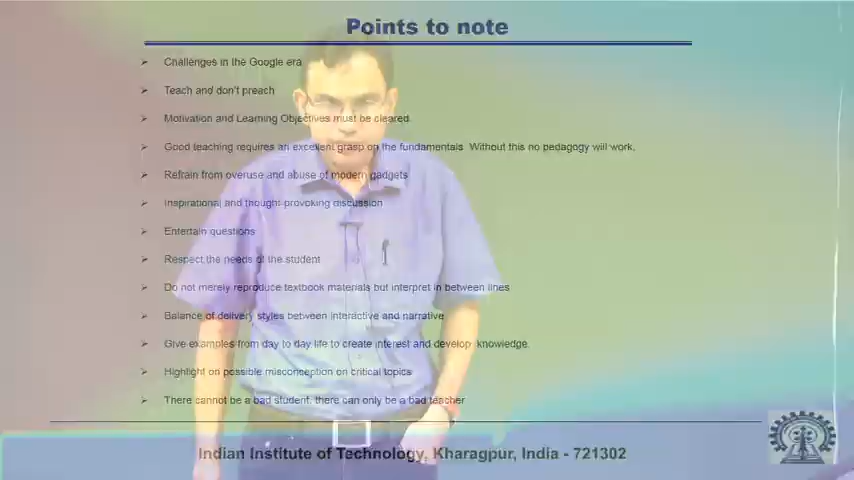 Points to note
Challenges in the Google era
Teach and don't preach
Motivation and Learning Objectives must be cleared.
Good teaching requires an excellent grasp on the fundamentals. Without this no pedagogy will work.
Refrain from overuse and abuse of modern gadgets
Inspirational and thought-provoking discussion
Entertain questions
Respect the needs of the student
Do not merely reproduce textbook materials but interpret in between lines
Balance of delivery styles between interactive and narrative
Give examples from day to day life to create interest and develop knowledge.
Highlight on possible misconception on critical topics
There cannot be a bad student, there can only be a bad teacher
Indian Institute of Technology, Kharagpur, India - 721302